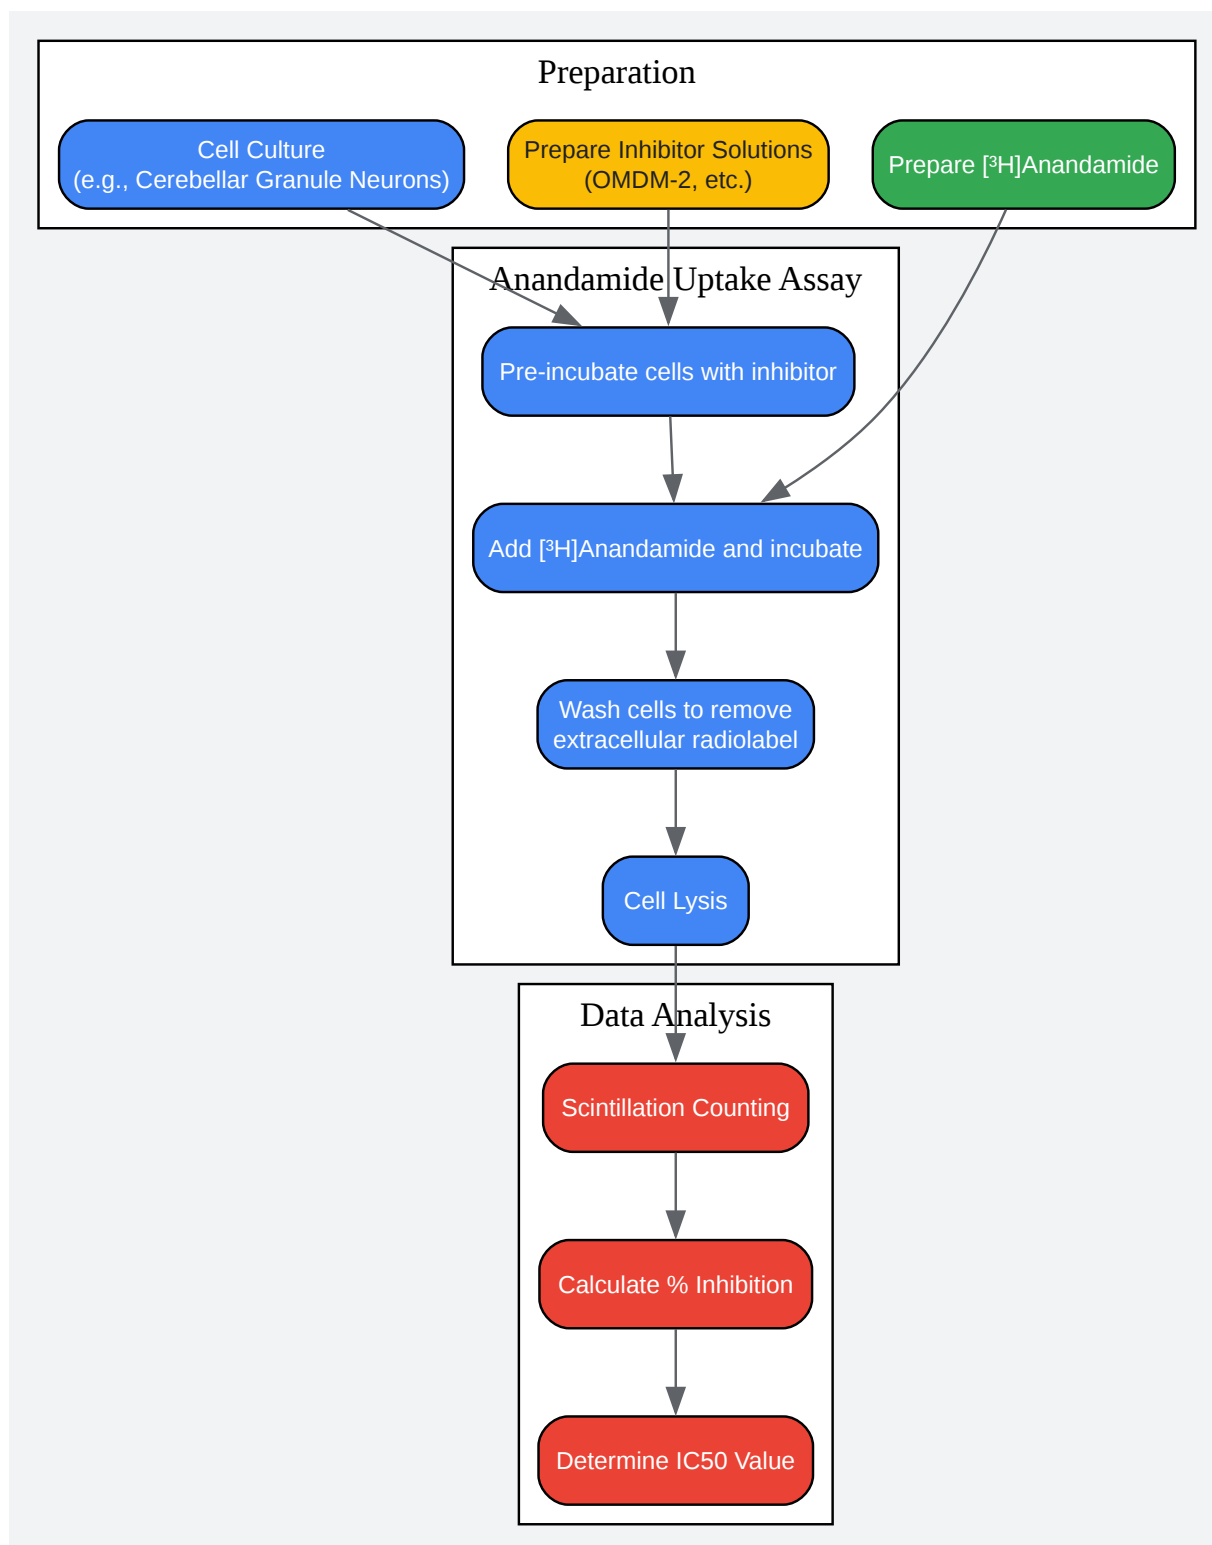 Preparation
Cell Culture
(e.g., Cerebellar Granule Neurons)
Prepare Inhibitor Solutions
(OMDM-2, etc.)
Prepare [³H]Anandamide
Anandamide Uptake Assay
Pre-incubate cells with inhibitor
Add [³H]Anandamide and incubate
Wash cells to remove
extracellular radiolabel
Cell Lysis
Data Analysis
Scintillation Counting
Calculate % Inhibition
Determine IC50 Value